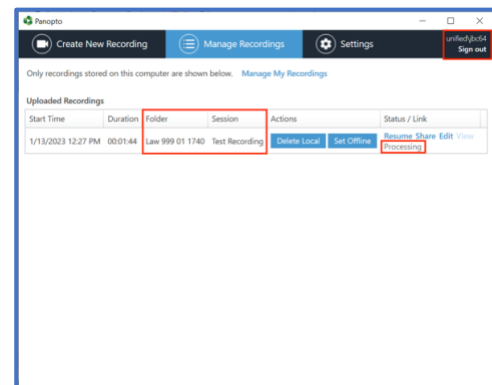 Panopto
Create New Recording Manage Recordings Settings unified\jbc64
Sign out
Only recordings stored on this computer are shown below. Manage My Recordings
Uploaded Recordings
Start Time Duration Folder Session Actions Status / Link
1/13/2023 12:27 PM 00:01:44 Law 999 01 1740 Test Recording Delete Local Set Offline Resume Share Edit View
Processing